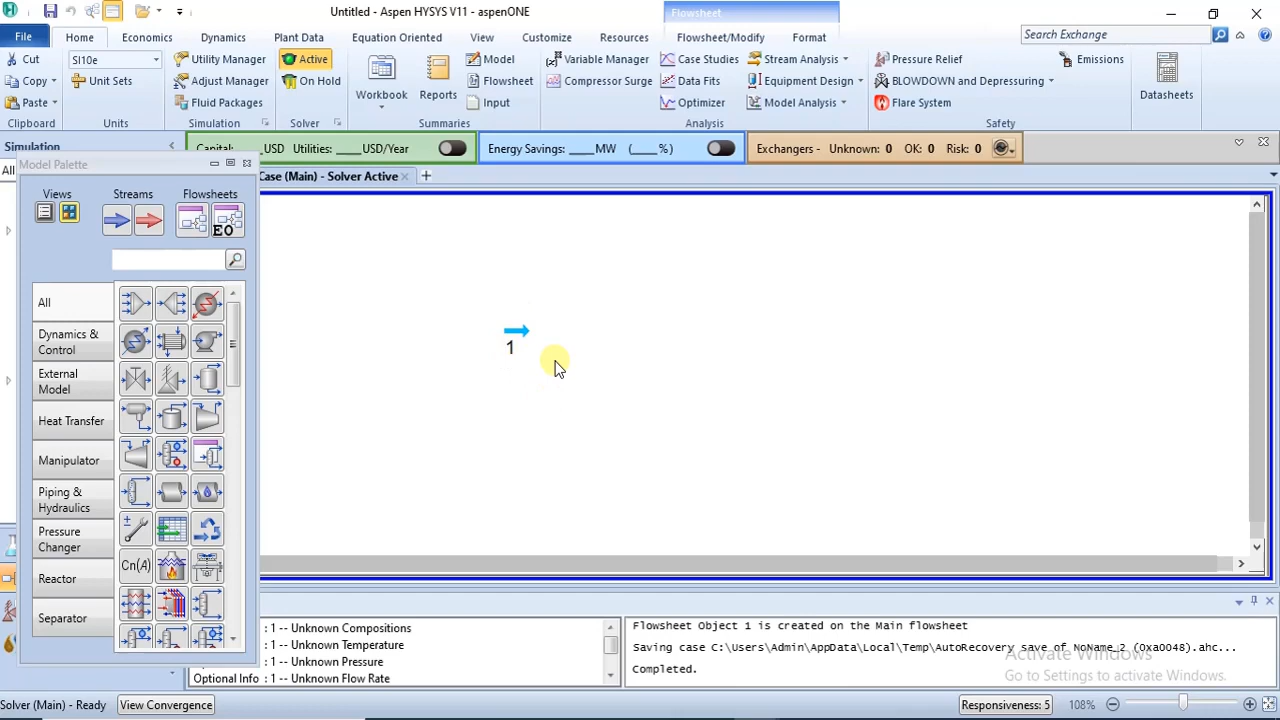 Untitled - Aspen HYSYS V11 - aspenONE
Flowsheet
File Home Economics Dynamics Plant Data Equation Oriented View Customize Resources Flowsheet/Modify Format Search Exchange
Cut SI10e Utility Manager Active Model Variable Manager Case Studies Stream Analysis Pressure Relief Emissions
Copy Unit Sets Adjust Manager On Hold Flowsheet Compressor Surge Data Fits Equipment Design BLOWDOWN and Depressuring
Workbook Reports Datasheets
Paste Fluid Packages Input Optimizer Model Analysis Flare System
Clipboard Units Simulation Solver Summaries Analysis Safety
Simulation USD Utilities: ____USD/Year Energy Savings: ____MW (____%) Exchangers - Unknown: 0 OK: 0 Risk: 0
Model Palette
All Case (Main) - Solver Active
Views Streams Flowsheets
EO
All
Dynamics &
Control
External
Model
Heat Transfer
Manipulator
Piping &
Hydraulics
Pressure
Changer
Reactor
Separator
Cn(A)
1
: 1 -- Unknown Compositions
: 1 -- Unknown Temperature
: 1 -- Unknown Pressure
Optional Info : 1 -- Unknown Flow Rate
Flowsheet Object 1 is created on the Main flowsheet
Saving case C:\Users\Admin\AppData\Local\Temp\AutoRecovery save of NoName_2 (0xa0048).ahc...
Completed.
Activate Windows
Go to Settings to activate Windows.
Solver (Main) - Ready View Convergence Responsiveness: 5 108%